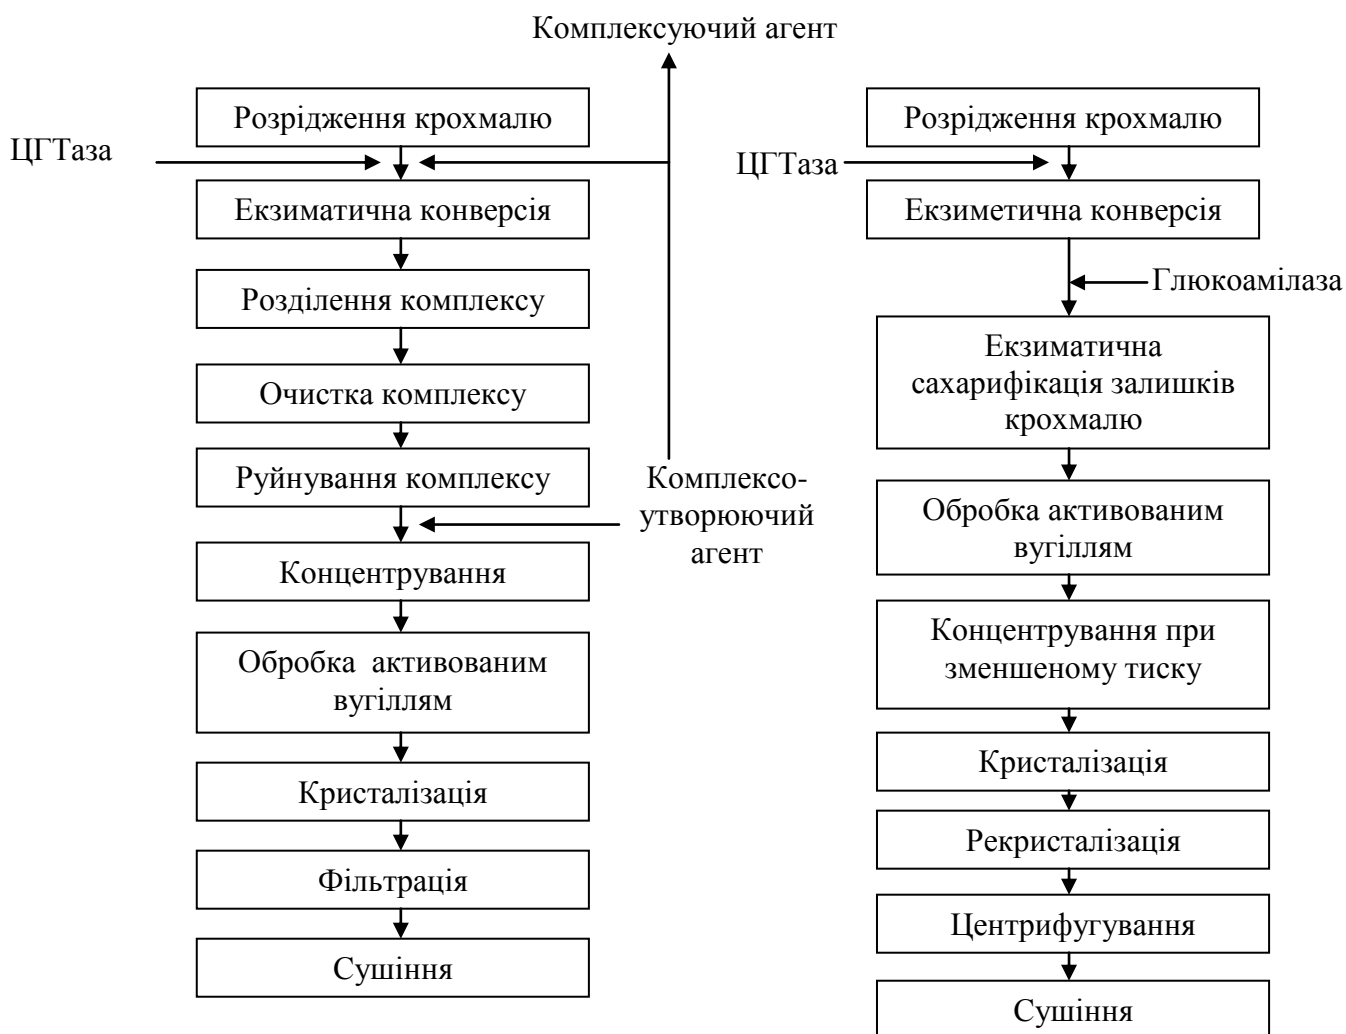 Комплексуючий агент
Розрідження крохмалю
ЦГТаза
Екзиматична конверсія
Розділення комплексу
Очистка комплексу
Руйнування комплексу
Комплексо-
утворюючий
агент
Концентрування
Обробка активованим
вугіллям
Кристалізація
Фільтрація
Сушіння
Розрідження крохмалю
ЦГТаза
Екзиметична конверсія
Глюкоамілаза
Екзиматична
сахарифікація залишків
крохмалю
Обробка активованим
вугіллям
Концентрування при
зменшеному тиску
Кристалізація
Рекристалізація
Центрифугування
Сушіння